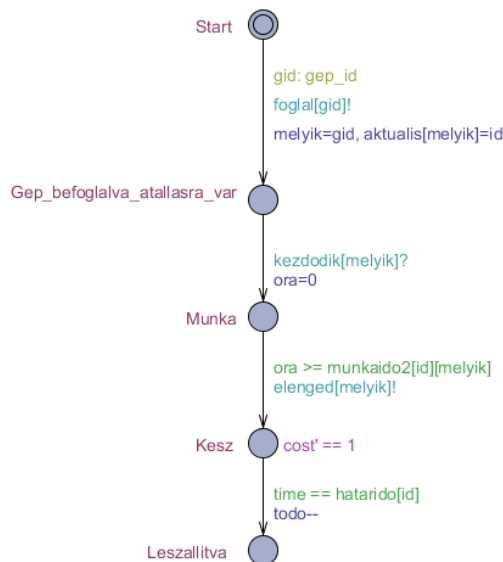 Start
gid: gep_id
foglal[gid]!
melyik=gid, aktualis[melyik]=id
Gep_befoglalva_atallasra_var
kezdodik[melyik]?
ora=0
Munka
ora >= munkaido2[id][melyik]
elenged[melyik]!
Kesz
cost' == 1
time == hatarido[id]
todo--
Leszallitva